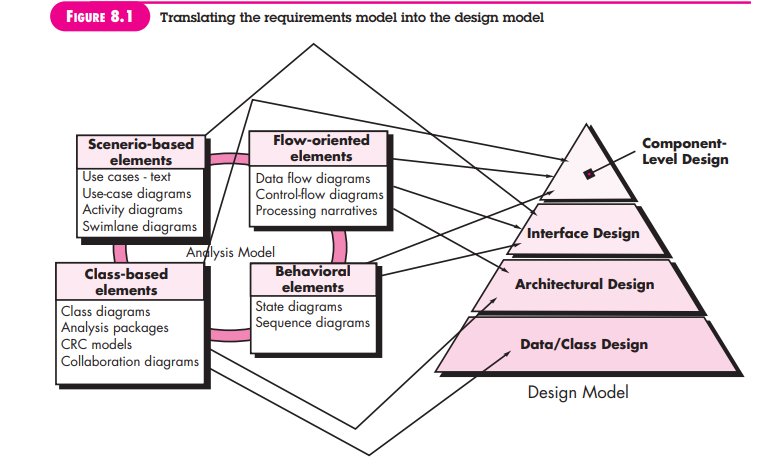 FIGURE 8.1 Translating the requirements model into the design model
Scenerio-based
elements
Use cases - text
Use-case diagrams
Activity diagrams
Swimlane diagrams
Flow-oriented
elements
Data flow diagrams
Control-flow diagrams
Processing narratives
Analysis Model
Class-based
elements
Class diagrams
Analysis packages
CRC models
Collaboration diagrams
Behavioral
elements
State diagrams
Sequence diagrams
Component-
Level Design
Interface Design
Architectural Design
Data/Class Design
Design Model